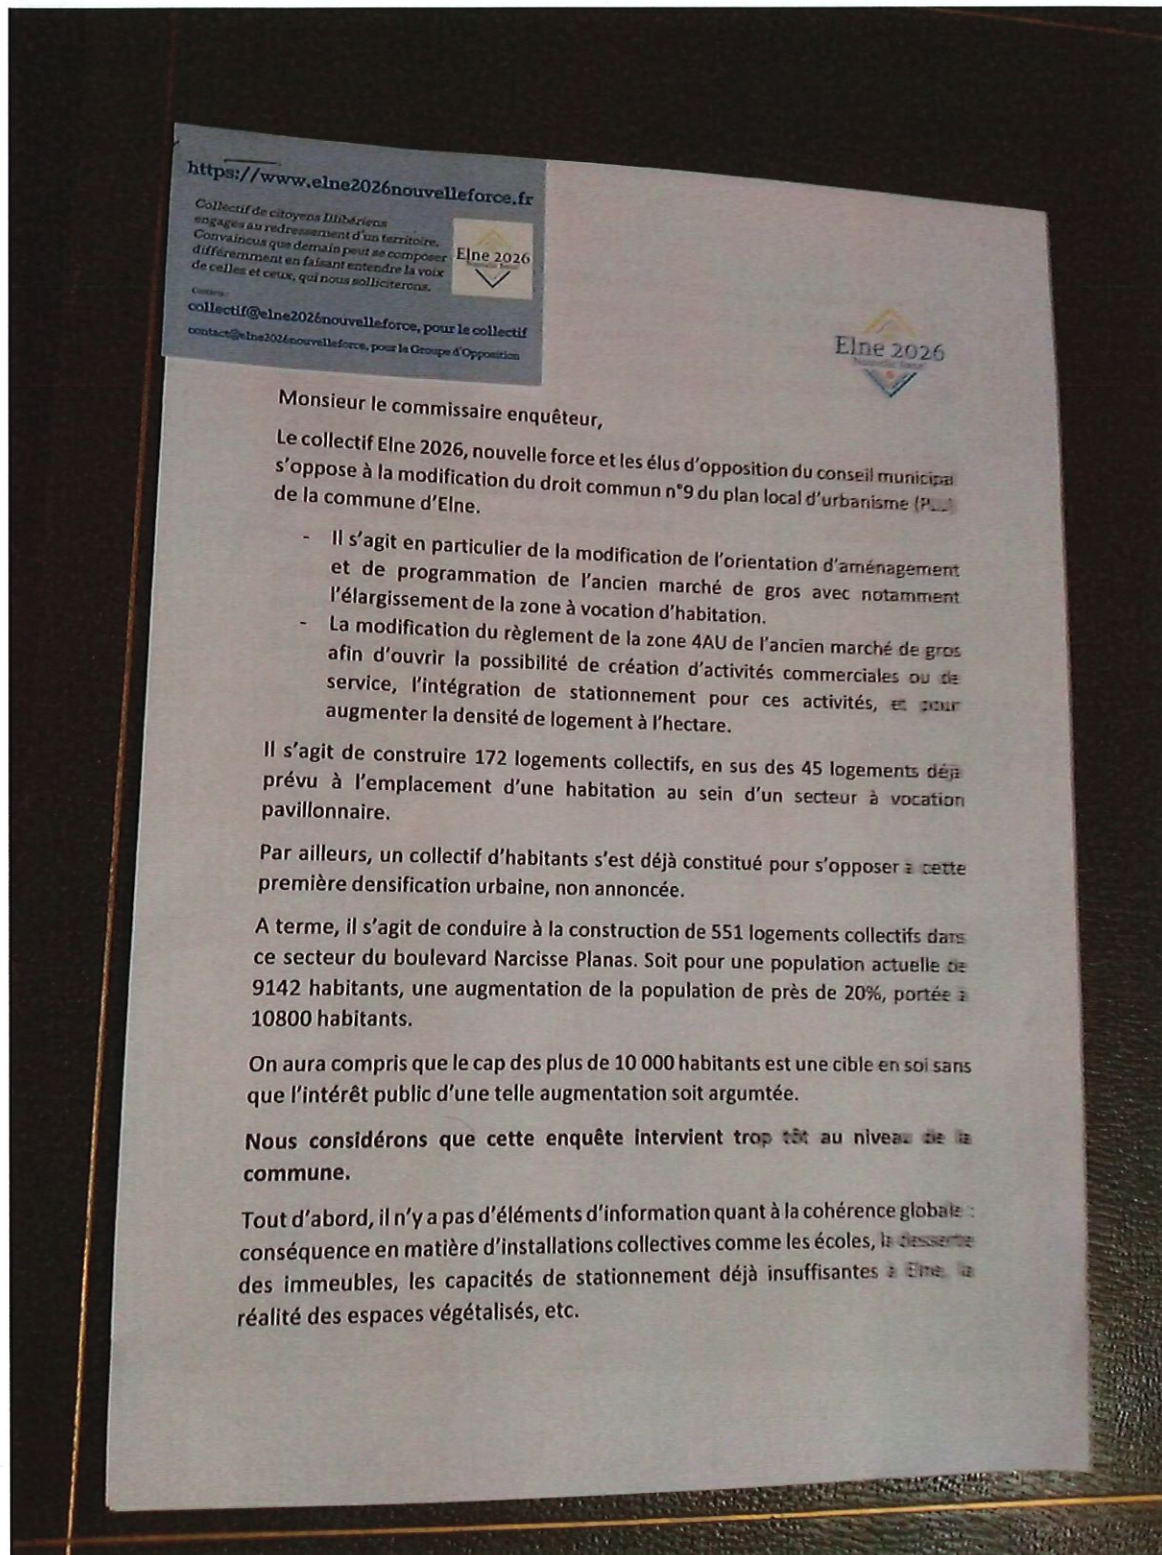 https://www.elne2026nouvelleforce.fr
Collectif de citoyens Illibériens
engagés au redressement d'un territoire.
Convaincus que demain peut se composer
différemment en faisant entendre la voix
de celles et ceux, qui nous solliciterons.
Elne 2026
Contacts :
collectif@elne2026nouvelleforce, pour le collectif
contact@elne2026nouvelleforce, pour le Groupe d'Opposition
Elne 2026
Nouvelle force
Monsieur le commissaire enquêteur,
Le collectif Elne 2026, nouvelle force et les élus d'opposition du conseil municipal
s'oppose à la modification du droit commun n°9 du plan local d'urbanisme
de la commune d'Elne.
- Il s'agit en particulier de la modification de l'orientation d'aménagement
et de programmation de l'ancien marché de gros avec notamment
l'élargissement de la zone à vocation d'habitation.
- La modification du règlement de la zone 4AU de l'ancien marché de gros
afin d'ouvrir la possibilité de création d'activités commerciales ou de
service, l'intégration de stationnement pour ces activités, et pour
augmenter la densité de logement à l'hectare.
Il s'agit de construire 172 logements collectifs, en sus des 45 logements déjà
prévu à l'emplacement d'une habitation au sein d'un secteur à vocation
pavillonnaire.
Par ailleurs, un collectif d'habitants s'est déjà constitué pour s'opposer à cette
première densification urbaine, non annoncée.
A terme, il s'agit de conduire à la construction de 551 logements collectifs dans
ce secteur du boulevard Narcisse Planas. Soit pour une population actuelle de
9142 habitants, une augmentation de la population de près de 20%, portée à
10800 habitants.
On aura compris que le cap des plus de 10 000 habitants est une cible en soi sans
que l'intérêt public d'une telle augmentation soit argumtée.
Nous considérons que cette enquête intervient trop tôt au niveau de la
commune.
Tout d'abord, il n'y a pas d'éléments d'information quant à la cohérence globale :
conséquence en matière d'installations collectives comme les écoles, la desserte
des immeubles, les capacités de stationnement déjà insuffisantes à Elne, la
réalité des espaces végétalisés, etc.